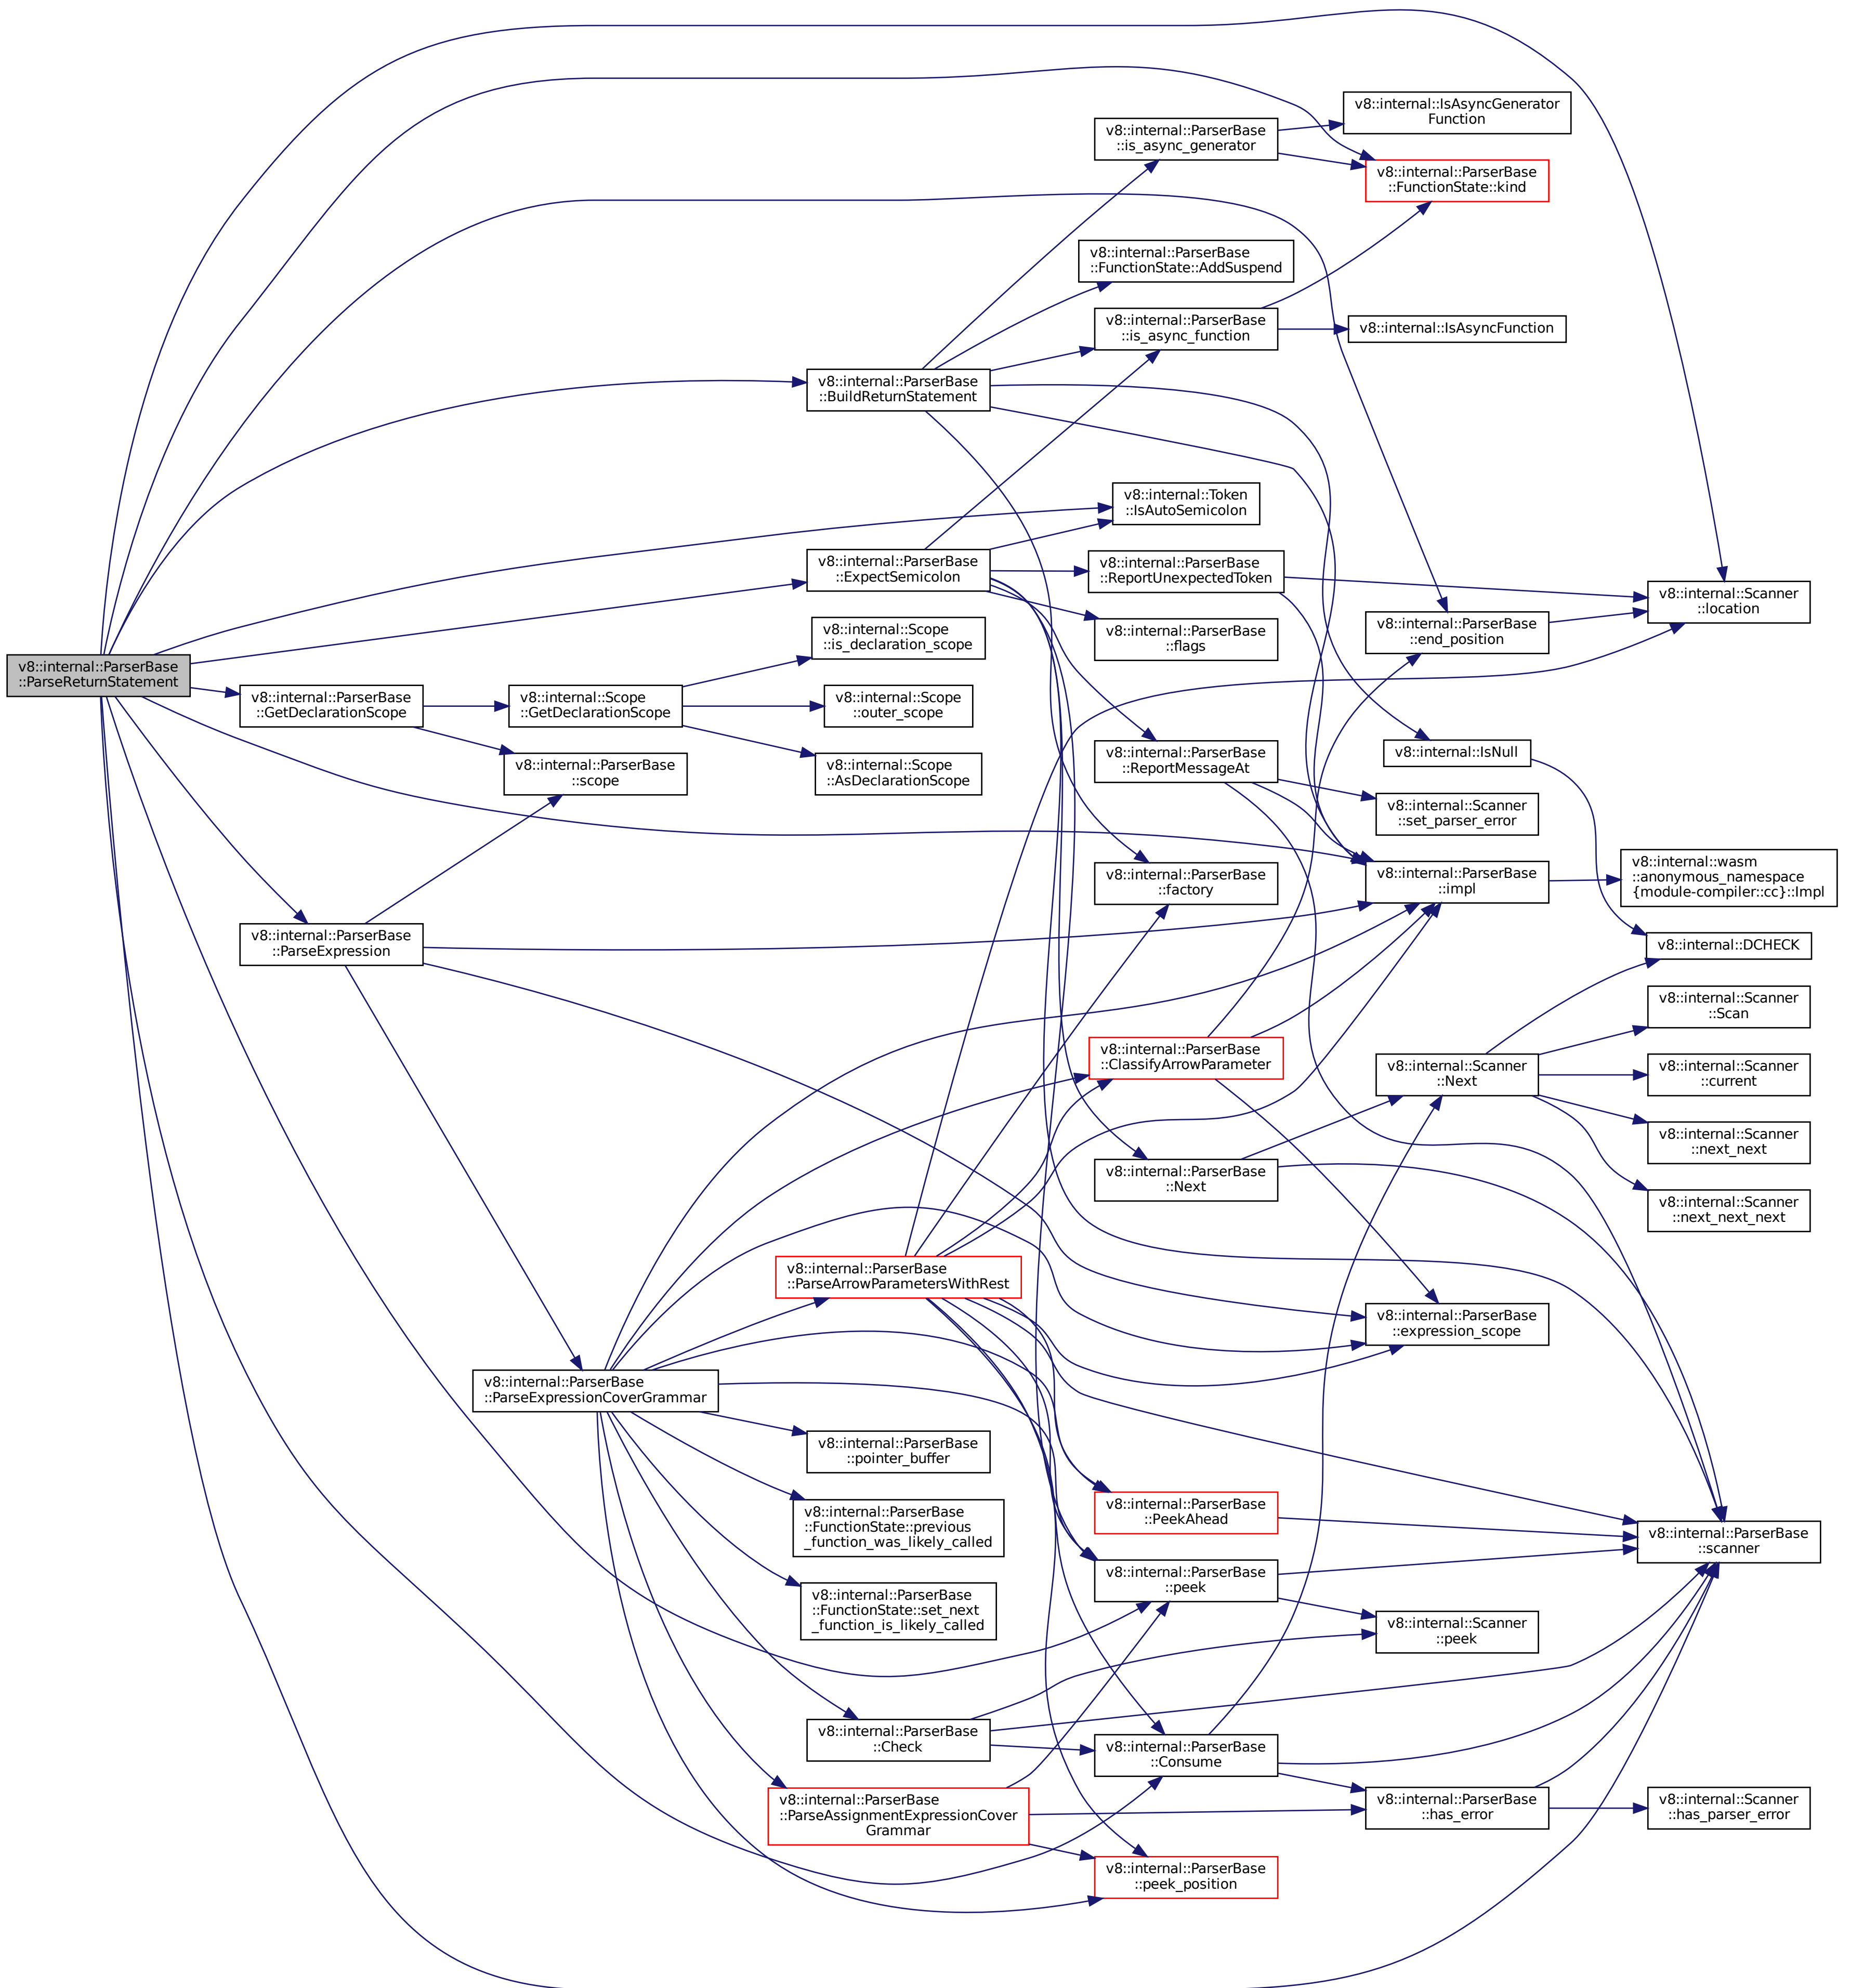 v8::internal::ParserBase
::ParseReturnStatement
v8::internal::ParserBase
::GetDeclarationScope
v8::internal::ParserBase
::ParseExpression
v8::internal::Scope
::GetDeclarationScope
v8::internal::ParserBase
::scope
v8::internal::ParserBase
::ParseExpressionCoverGrammar
v8::internal::ParserBase
::BuildReturnStatement
v8::internal::ParserBase
::ExpectSemicolon
v8::internal::Scope
::is_declaration_scope
v8::internal::Scope
::outer_scope
v8::internal::Scope
::AsDeclarationScope
v8::internal::ParserBase
::ParseArrowParametersWithRest
v8::internal::ParserBase
::pointer_buffer
v8::internal::ParserBase
::FunctionState::previous
_function_was_likely_called
v8::internal::ParserBase
::FunctionState::set_next
_function_is_likely_called
v8::internal::ParserBase
::Check
v8::internal::ParserBase
::ParseAssignmentExpressionCover
Grammar
v8::internal::ParserBase
::is_async_generator
v8::internal::ParserBase
::FunctionState::AddSuspend
v8::internal::ParserBase
::is_async_function
v8::internal::Token
::IsAutoSemicolon
v8::internal::ParserBase
::ReportUnexpectedToken
v8::internal::ParserBase
::flags
v8::internal::ParserBase
::ReportMessageAt
v8::internal::ParserBase
::factory
v8::internal::ParserBase
::ClassifyArrowParameter
v8::internal::ParserBase
::Next
v8::internal::ParserBase
::PeekAhead
v8::internal::ParserBase
::peek
v8::internal::ParserBase
::Consume
v8::internal::ParserBase
::peek_position
v8::internal::IsAsyncGenerator
Function
v8::internal::ParserBase
::FunctionState::kind
v8::internal::IsAsyncFunction
v8::internal::ParserBase
::end_position
v8::internal::IsNull
v8::internal::Scanner
::set_parser_error
v8::internal::ParserBase
::impl
v8::internal::Scanner
::Next
v8::internal::ParserBase
::expression_scope
v8::internal::Scanner
::peek
v8::internal::ParserBase
::has_error
v8::internal::Scanner
::location
v8::internal::wasm
::anonymous_namespace
{module-compiler::cc}::Impl
v8::internal::DCHECK
v8::internal::Scanner
::Scan
v8::internal::Scanner
::current
v8::internal::Scanner
::next_next
v8::internal::Scanner
::next_next_next
v8::internal::ParserBase
::scanner
v8::internal::Scanner
::has_parser_error